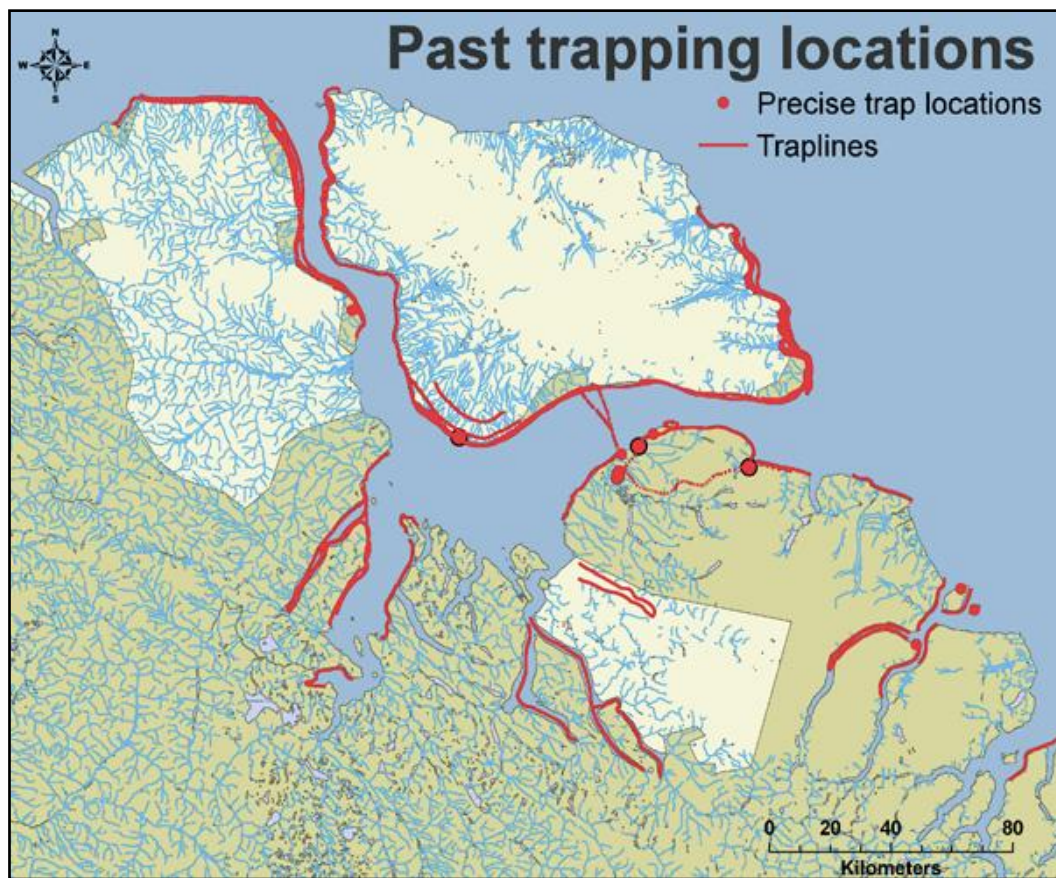 Past trapping locations
N
W E
S
Precise trap locations
Traplines
0 20 40 80
Kilometers